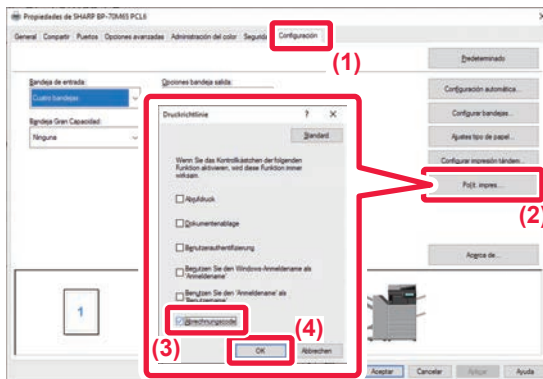 Propiedades de SHARP BP-70M65 PCL6
General Compartir Puertos Opciones avanzadas Administración del color Seguridad Configuración
(1)
Predeterminado
Bandeja de entrada:
Opciones bandeja salida:
Cuatro bandejas
Configuración automática...
Bandeja Gran Capacidad:
Ninguna
Configurar bandejas...
Ajustes tipo de papel...
Configurar impresión tándem...
Polít. impres...
(2)
Acerca de...
Druckrichtlinie ? X
Standard
Wenn Sie das Kontrollkästchen der folgenden
Funktion aktivieren, wird diese Funktion immer
wirksam.
Abrufdruck
Dokumentenablage
Benutzerauthentifizierung
Benutzen Sie den Windows-Anmeldename als
'Anmeldename'
Benutzen Sie den 'Anmeldename' als
'Benutzername'
Abrechnungscode
(3)
(4)
OK
Abbrechen
1
Aceptar Cancelar Aplicar Ayuda